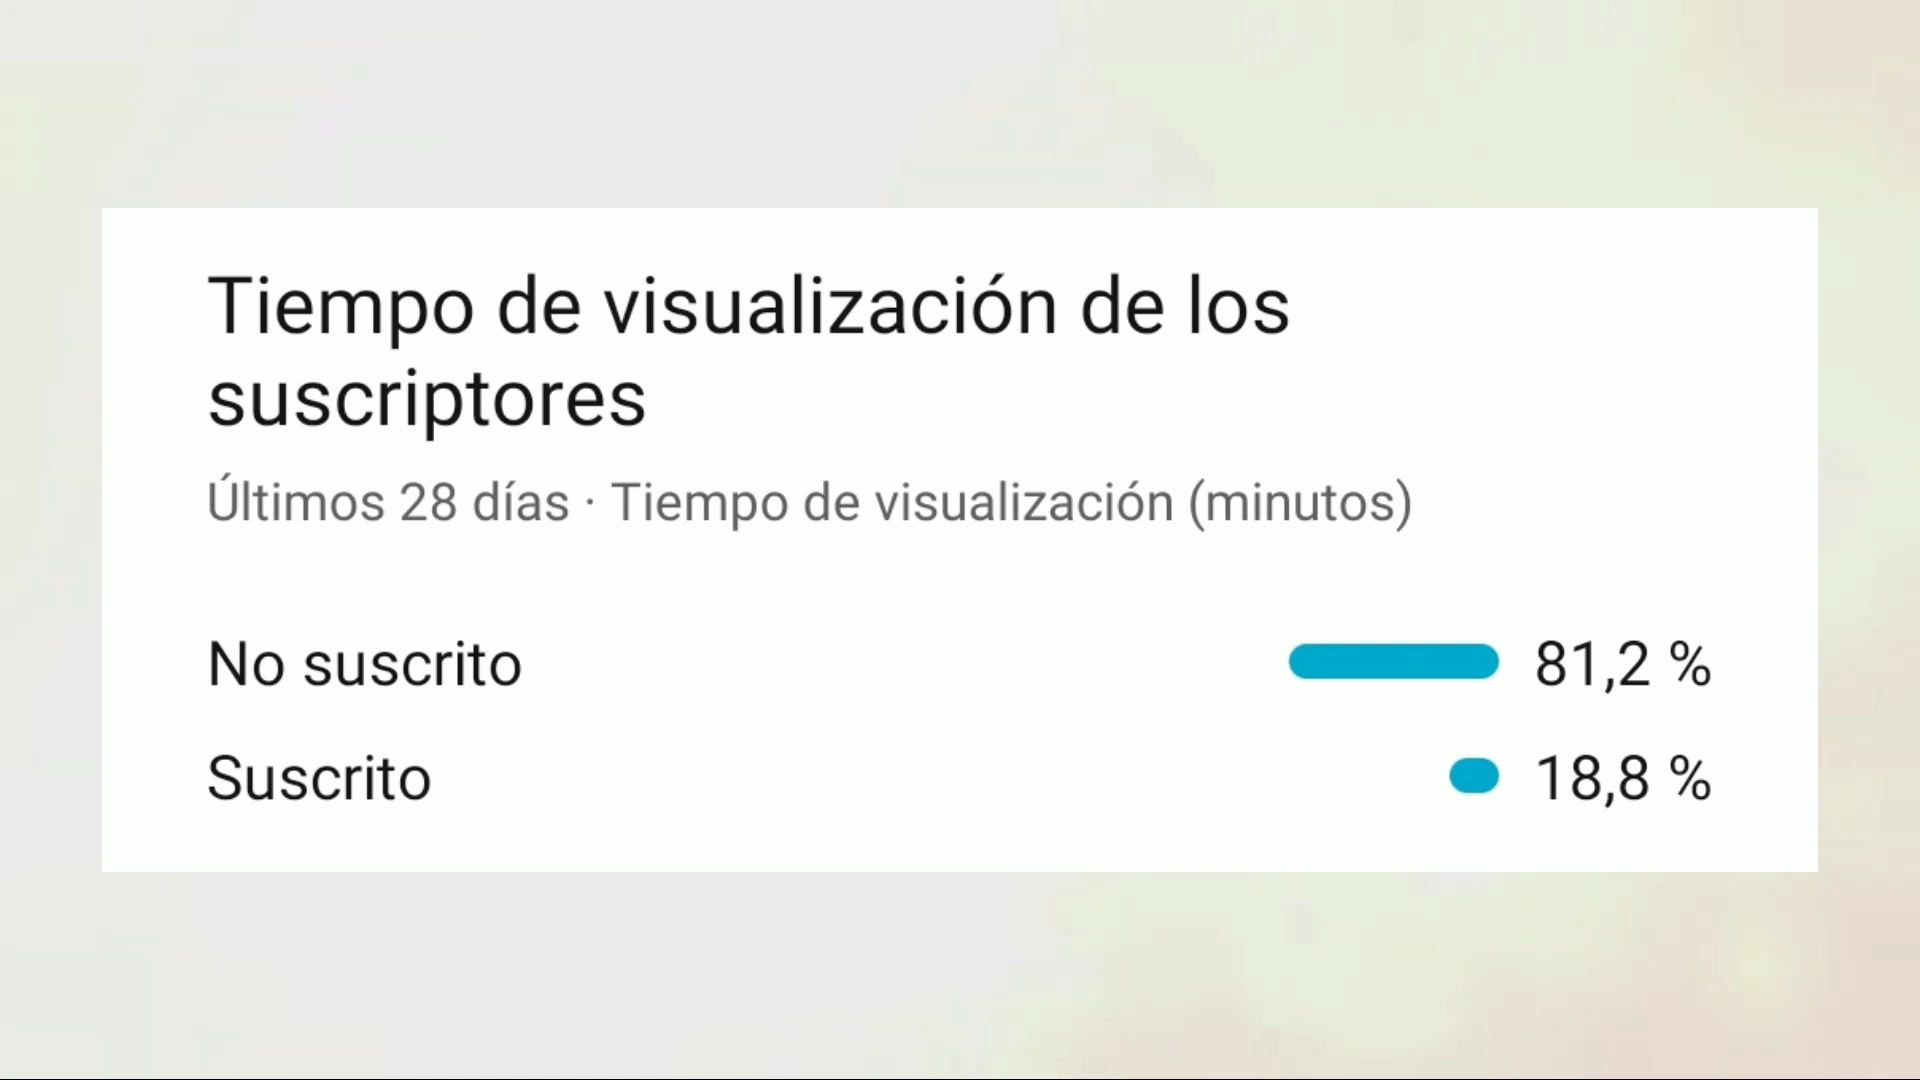 Tiempo de visualización de los
suscriptores
Últimos 28 días · Tiempo de visualización (minutos)
No suscrito 81,2 %
Suscrito 18,8 %